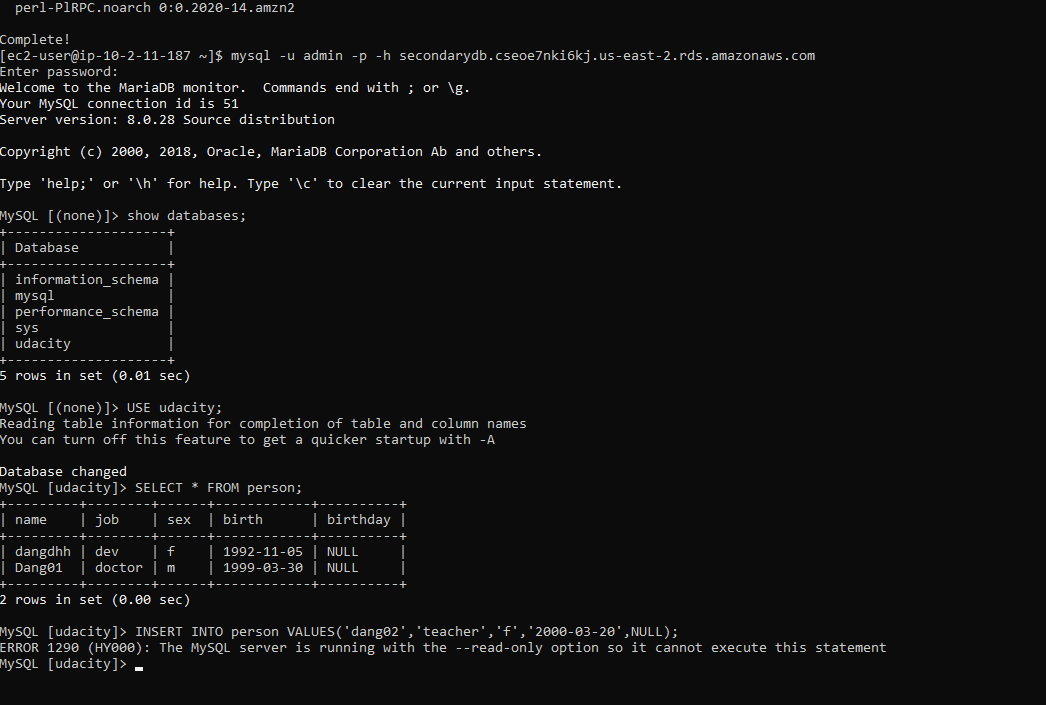 perl-PlRPC.noarch 0:0.2020-14.amzn2
Complete!
[ec2-user@ip-10-2-11-187 ~]$ mysql -u admin -p -h secondarydb.cseoe7nki6kj.us-east-2.rds.amazonaws.com
Enter password:
Welcome to the MariaDB monitor.  Commands end with ; or \g.
Your MySQL connection id is 51
Server version: 8.0.28 Source distribution
Copyright (c) 2000, 2018, Oracle, MariaDB Corporation Ab and others.
Type 'help;' or '\h' for help. Type '\c' to clear the current input statement.
MySQL [(none)]> show databases;
+--------------------+
| Database           |
+--------------------+
| information_schema |
| mysql              |
| performance_schema |
| sys                |
| udacity            |
+--------------------+
5 rows in set (0.01 sec)
MySQL [(none)]> USE udacity;
Reading table information for completion of table and column names
You can turn off this feature to get a quicker startup with -A
Database changed
MySQL [udacity]> SELECT * FROM person;
+---------+--------+------+------------+----------+
| name    | job    | sex  | birth      | birthday |
+---------+--------+------+------------+----------+
| dangdhh | dev    | f    | 1992-11-05 | NULL     |
| Dang01  | doctor | m    | 1999-03-30 | NULL     |
+---------+--------+------+------------+----------+
2 rows in set (0.00 sec)
MySQL [udacity]> INSERT INTO person VALUES('dang02','teacher','f','2000-03-20',NULL);
ERROR 1290 (HY000): The MySQL server is running with the --read-only option so it cannot execute this statement
MySQL [udacity]>